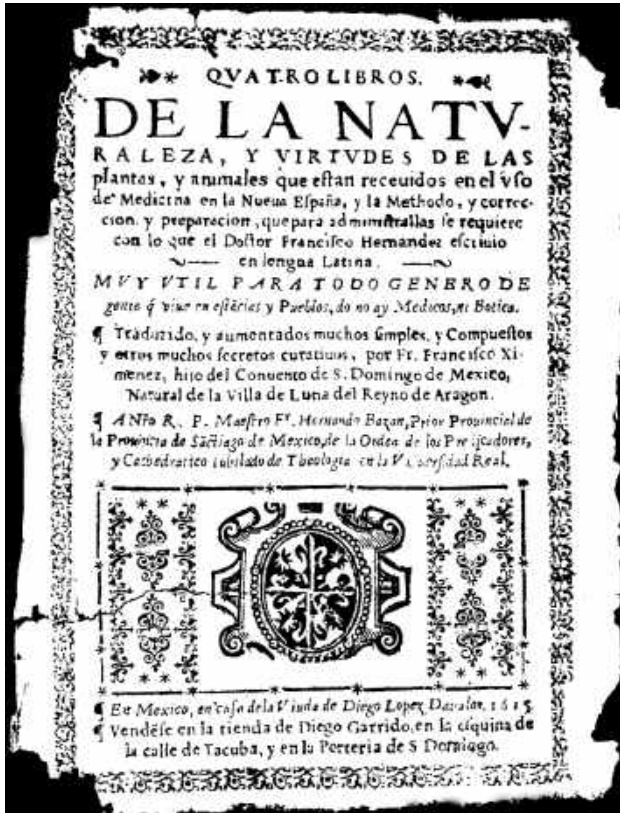 QVATRO LIBROS.
DE LA NATV-
RALEZA, Y VIRTVDES DE LAS
plantas, y animales que estan receuidos en el vso
de Medicina en la Nueua España, y la Methodo, y correc-
cion, y preparacion, que para administrallas se requiere
con lo que el Doctor Francisco Hernandez escriuio
en lengua Latina.
MVY VTIL PARA TODO GENERO DE
gente q̃ viue en estãcias y Pueblos, do no ay Medicos, ni Botica.
¶ Traduzido, y aumentados muchos simples, y Compuestos
y otros muchos secretos curatiuos, por Fr. Francisco Xi-
menez, hijo del Conuento de S. Domingo de Mexico,
Natural de la Villa de Luna del Reyno de Aragon.
¶ A Nro R. P. Maestro Fr. Hernando Bazan, Prior Prouincial de
la Prouincia de Sãctiago de Mexico, de la Orden de los Predicadores,
y Cathedratico Iubilado de Theologia en la Vniuersidad Real.
¶ En Mexico, en casa dela Viuda de Diego Lopez Daualos. 1615
¶ Vendése en la tienda de Diego Garrido, en la esquina de
la calle de Tacuba, y en la Porteria de S Domingo.